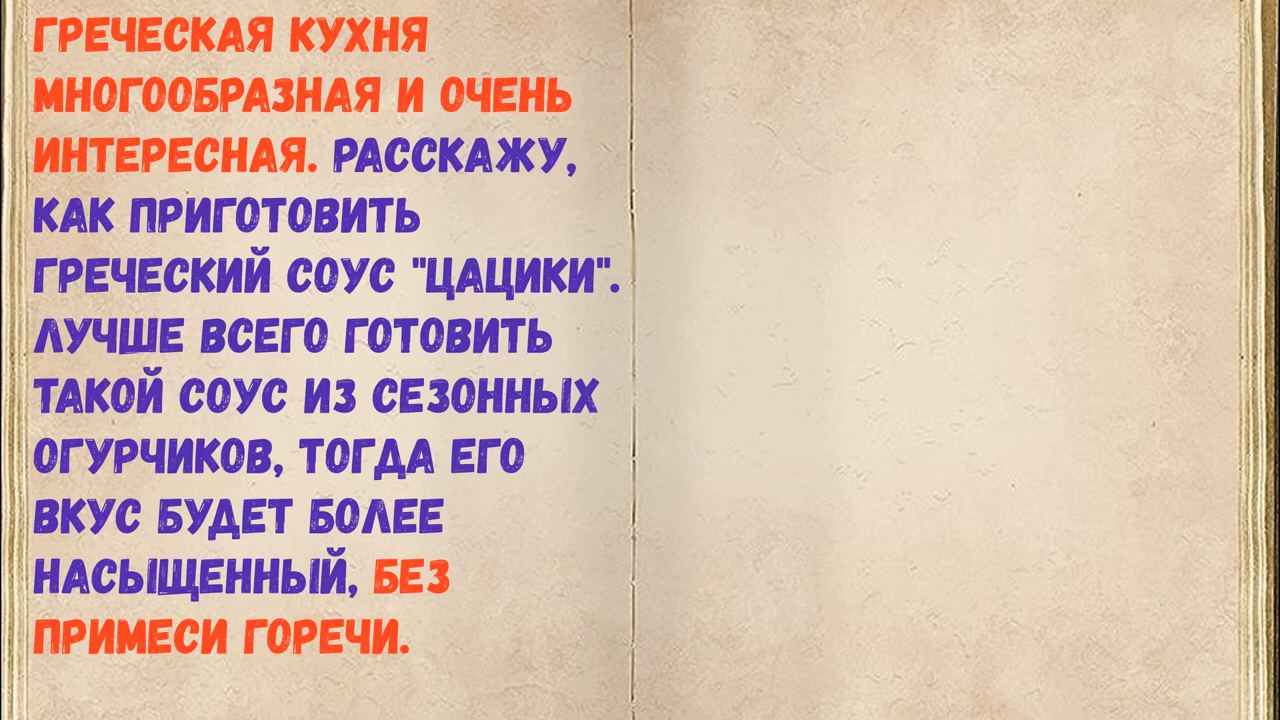 ГРЕЧЕСКАЯ КУХНЯ
МНОГООБРАЗНАЯ И ОЧЕНЬ
ИНТЕРЕСНАЯ. РАССКАЖУ,
КАК ПРИГОТОВИТЬ
ГРЕЧЕСКИЙ СОУС "ЦАЦИКИ".
ЛУЧШЕ ВСЕГО ГОТОВИТЬ
ТАКОЙ СОУС ИЗ СЕЗОННЫХ
ОГУРЧИКОВ, ТОГДА ЕГО
ВКУС БУДЕТ БОЛЕЕ
НАСЫЩЕННЫЙ, БЕЗ
ПРИМЕСИ ГОРЕЧИ.